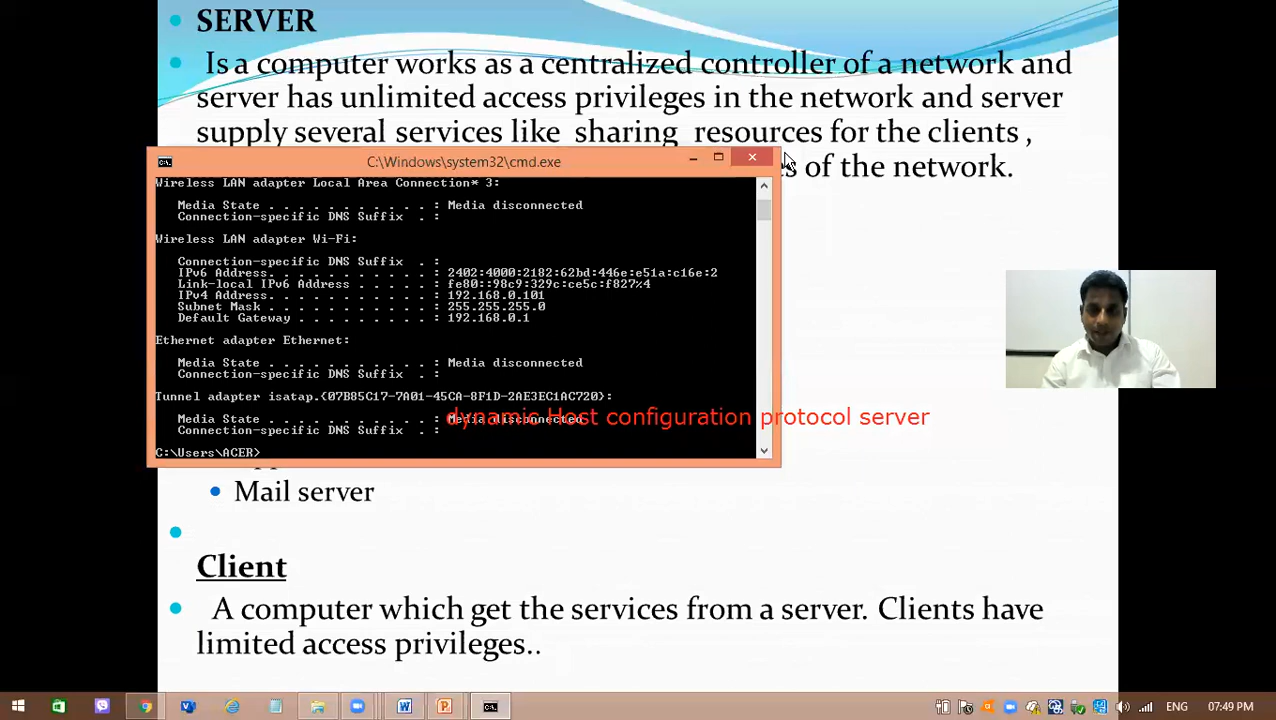 SERVER
Is a computer works as a centralized controller of a network and
server has unlimited access privileges in the network and server
supply several services like sharing resources for the clients ,
of the network.
C:\Windows\system32\cmd.exe
Wireless LAN adapter Local Area Connection* 3:
Media State . . . . . . . . . . . : Media disconnected
Connection-specific DNS Suffix  . :
Wireless LAN adapter Wi-Fi:
Connection-specific DNS Suffix  . :
IPv6 Address. . . . . . . . . . . : 2402:4000:2182:62bd:446e:e51a:c16e:2
Link-local IPv6 Address . . . . . : fe80::98c9:329c:ce5c:f827%4
IPv4 Address. . . . . . . . . . . : 192.168.0.101
Subnet Mask . . . . . . . . . . . : 255.255.255.0
Default Gateway . . . . . . . . . : 192.168.0.1
Ethernet adapter Ethernet:
Media State . . . . . . . . . . . : Media disconnected
Connection-specific DNS Suffix  . :
Tunnel adapter isatap.{07B85C17-7A01-45CA-8F1D-2AE3EC1AC720}:
Media State . . . . . . . . . . . : Media disconnected
dynamic Host configuration protocol server
Connection-specific DNS Suffix  . :
C:\Users\ACER>
Mail server
Client
A computer which get the services from a server. Clients have
limited access privileges..
ENG 07:49 PM